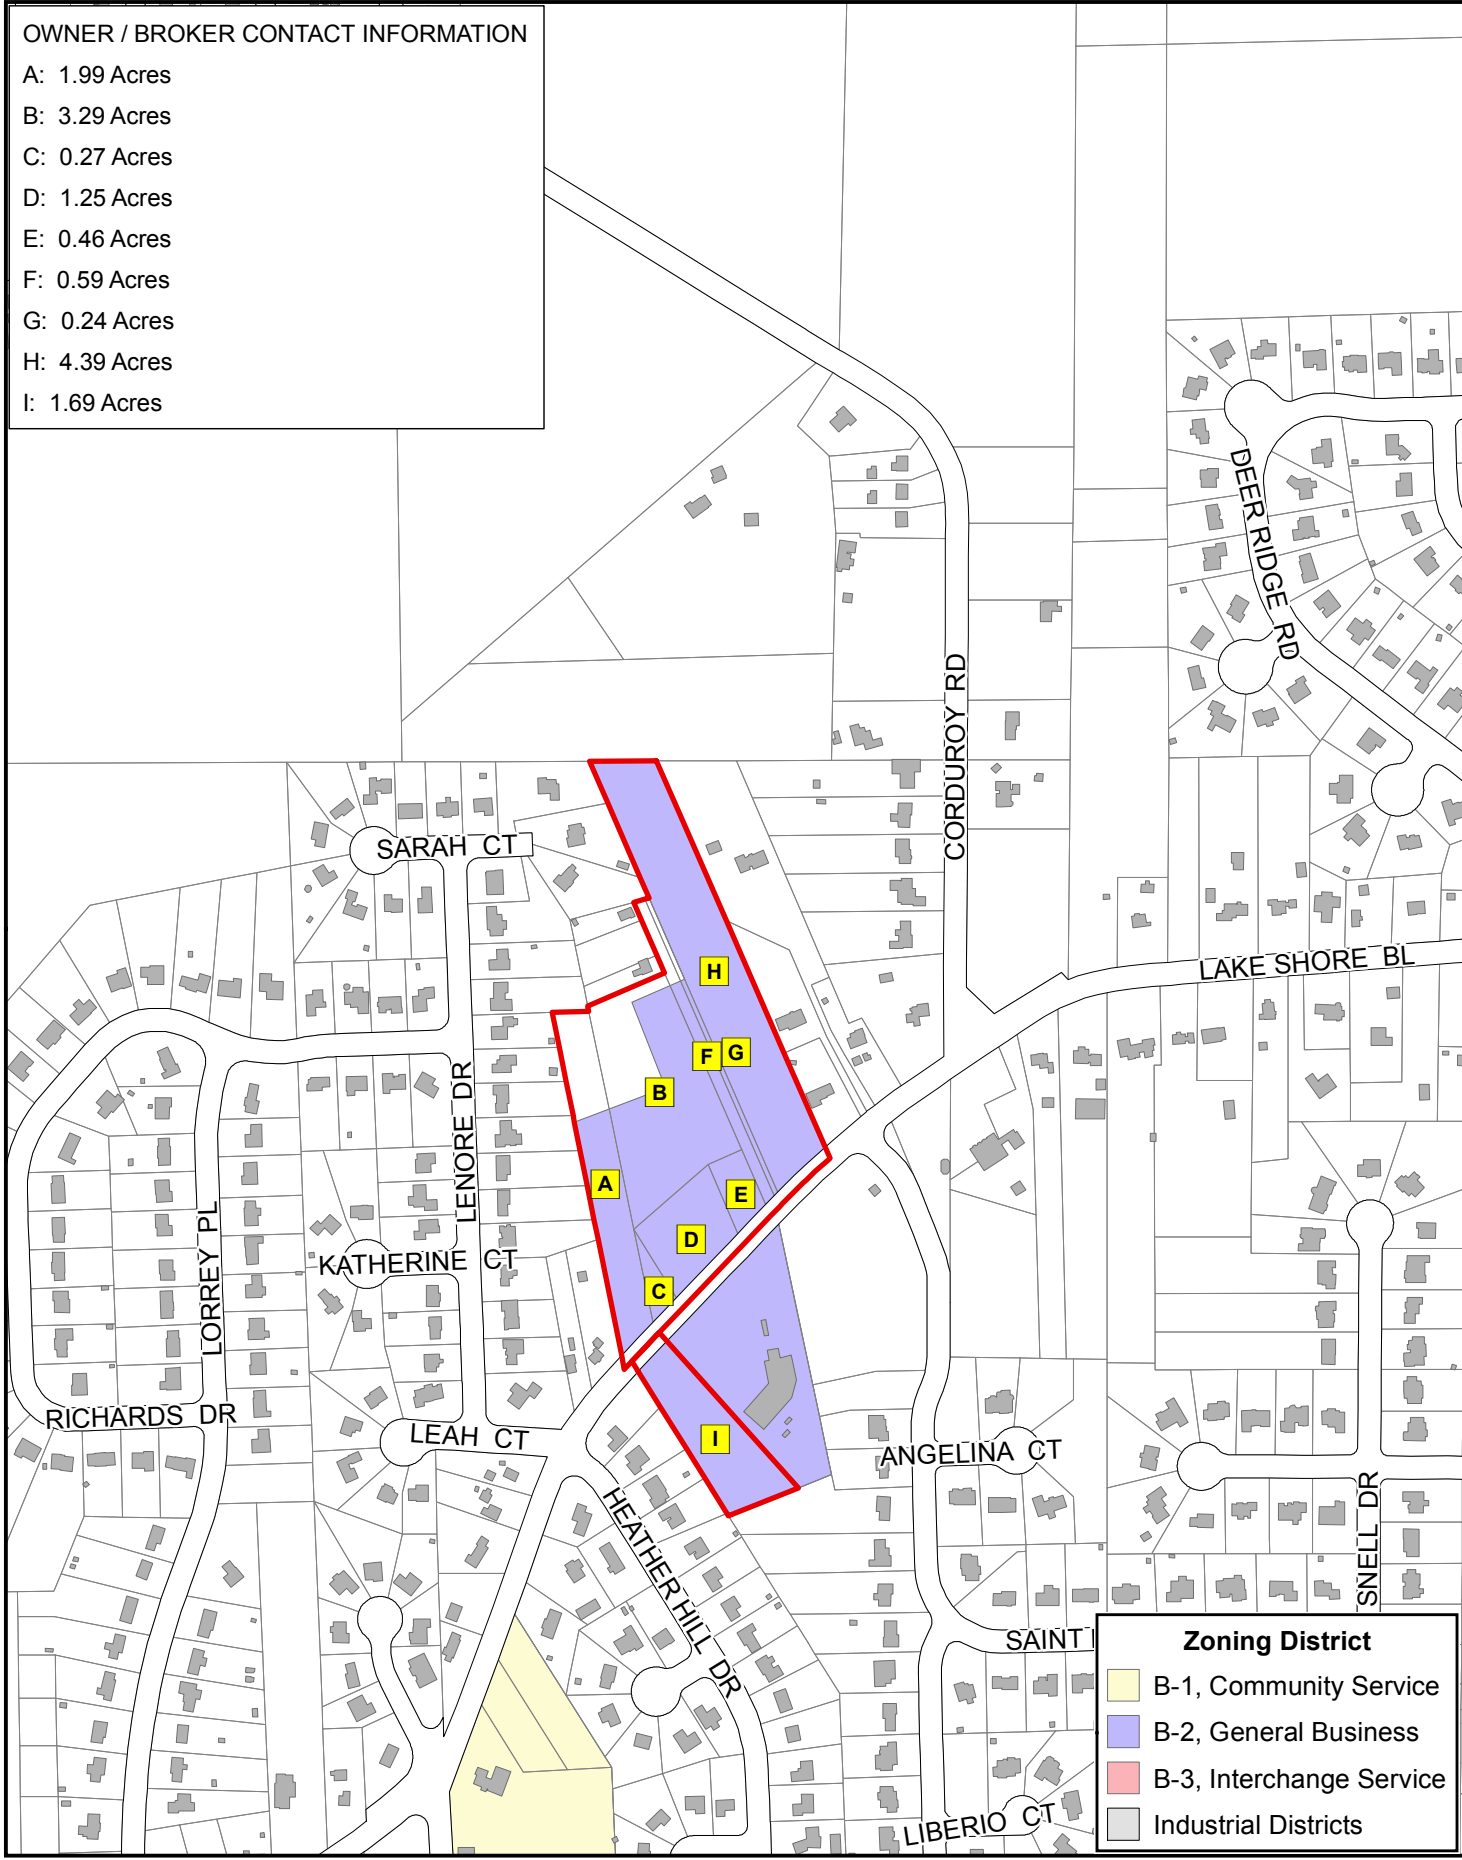 OWNER / BROKER CONTACT INFORMATION
A: 1.99 Acres
B: 3.29 Acres
C: 0.27 Acres
D: 1.25 Acres
E: 0.46 Acres
F: 0.59 Acres
G: 0.24 Acres
H: 4.39 Acres
I: 1.69 Acres
DEER RIDGE RD
CORDUROY RD
SARAH CT
LAKE SHORE BL
H
F
G
B
A
E
D
C
I
LENORE DR
LORREY PL
KATHERINE CT
RICHARDS DR
LEAH CT
HEATHER HILL DR
ANGELINA CT
SNELL DR
SAINT
LIBERIO CT
Zoning District
B-1, Community Service
B-2, General Business
B-3, Interchange Service
Industrial Districts